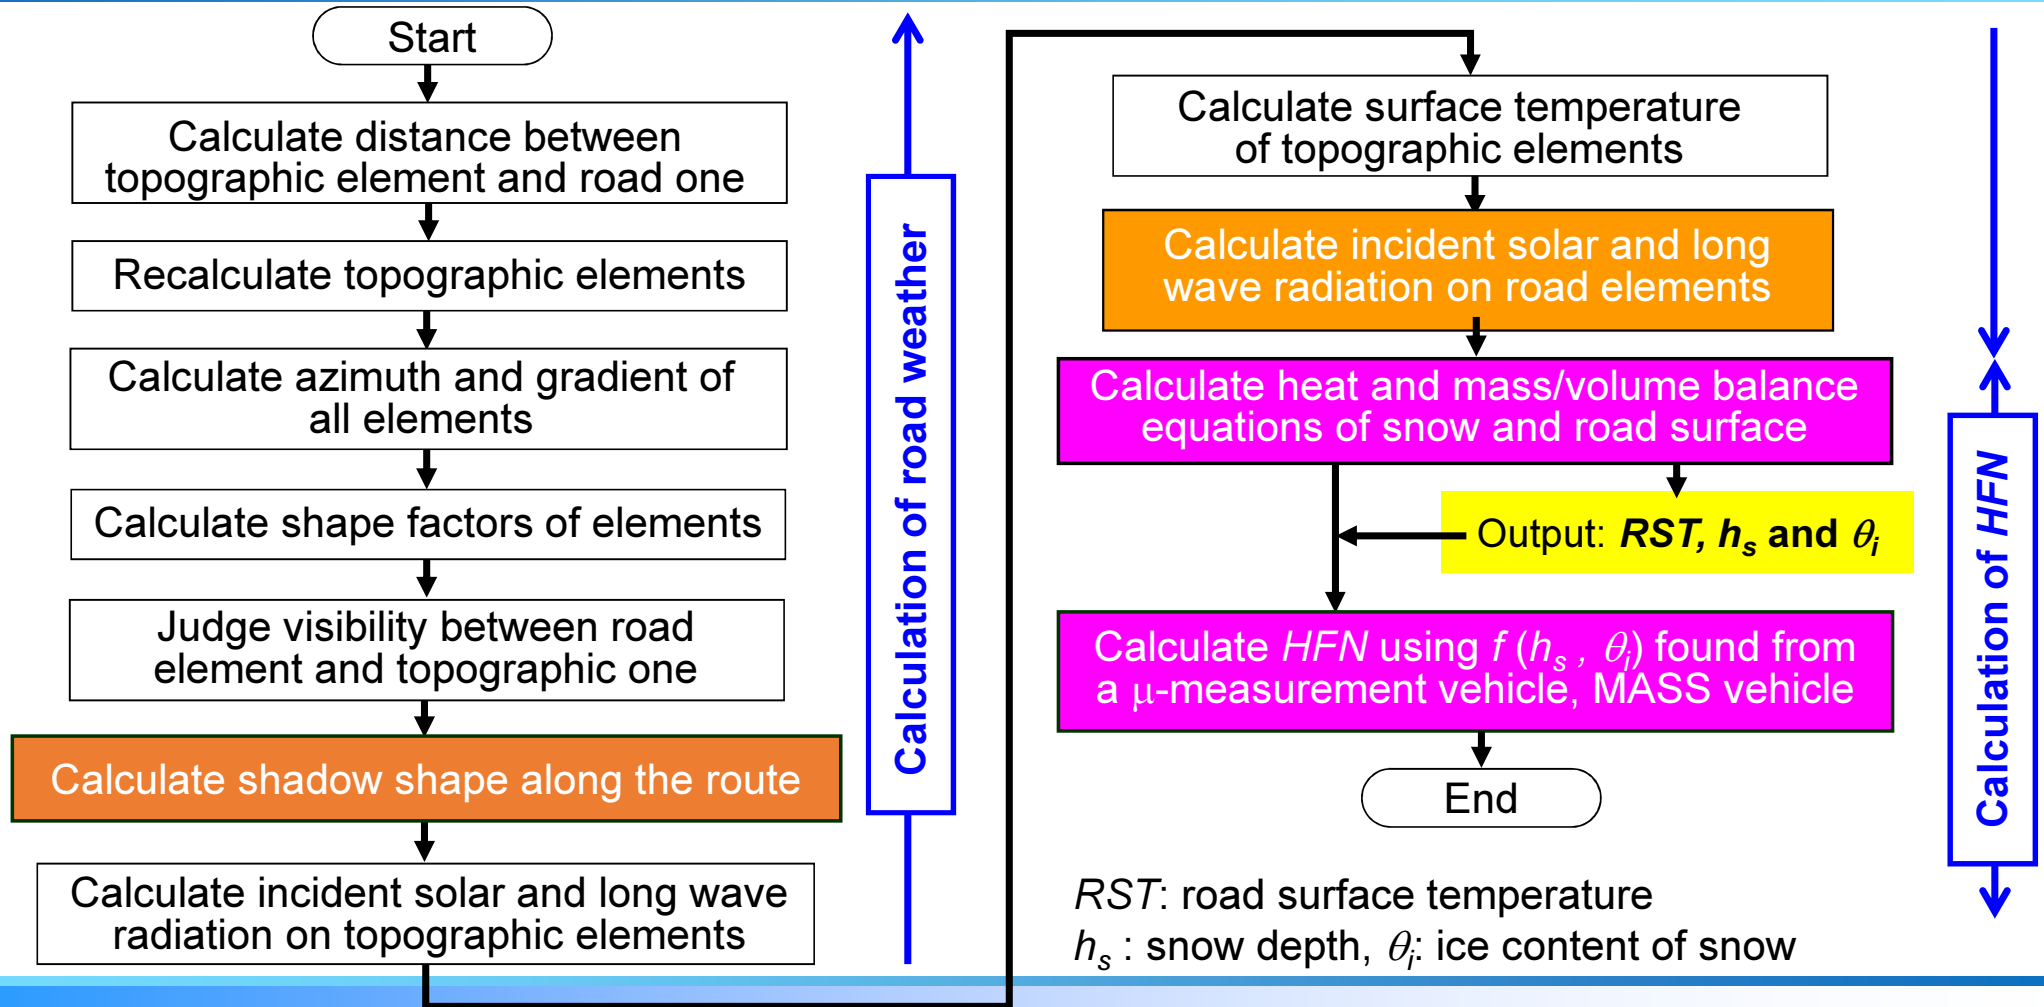 Start
Calculate distance between
topographic element and road one
Recalculate topographic elements
Calculate azimuth and gradient of
all elements
Calculate shape factors of elements
Judge visibility between road
element and topographic one
Calculate shadow shape along the route
Calculate incident solar and long wave
radiation on topographic elements
Calculation of road weather
Calculate surface temperature
of topographic elements
Calculate incident solar and long
wave radiation on road elements
Calculate heat and mass/volume balance
equations of snow and road surface
Output: RST, hs and θi
Calculate HFN using f (hs , θi) found from
a μ-measurement vehicle, MASS vehicle
End
Calculation of HFN
RST: road surface temperature
hs : snow depth, θi: ice content of snow